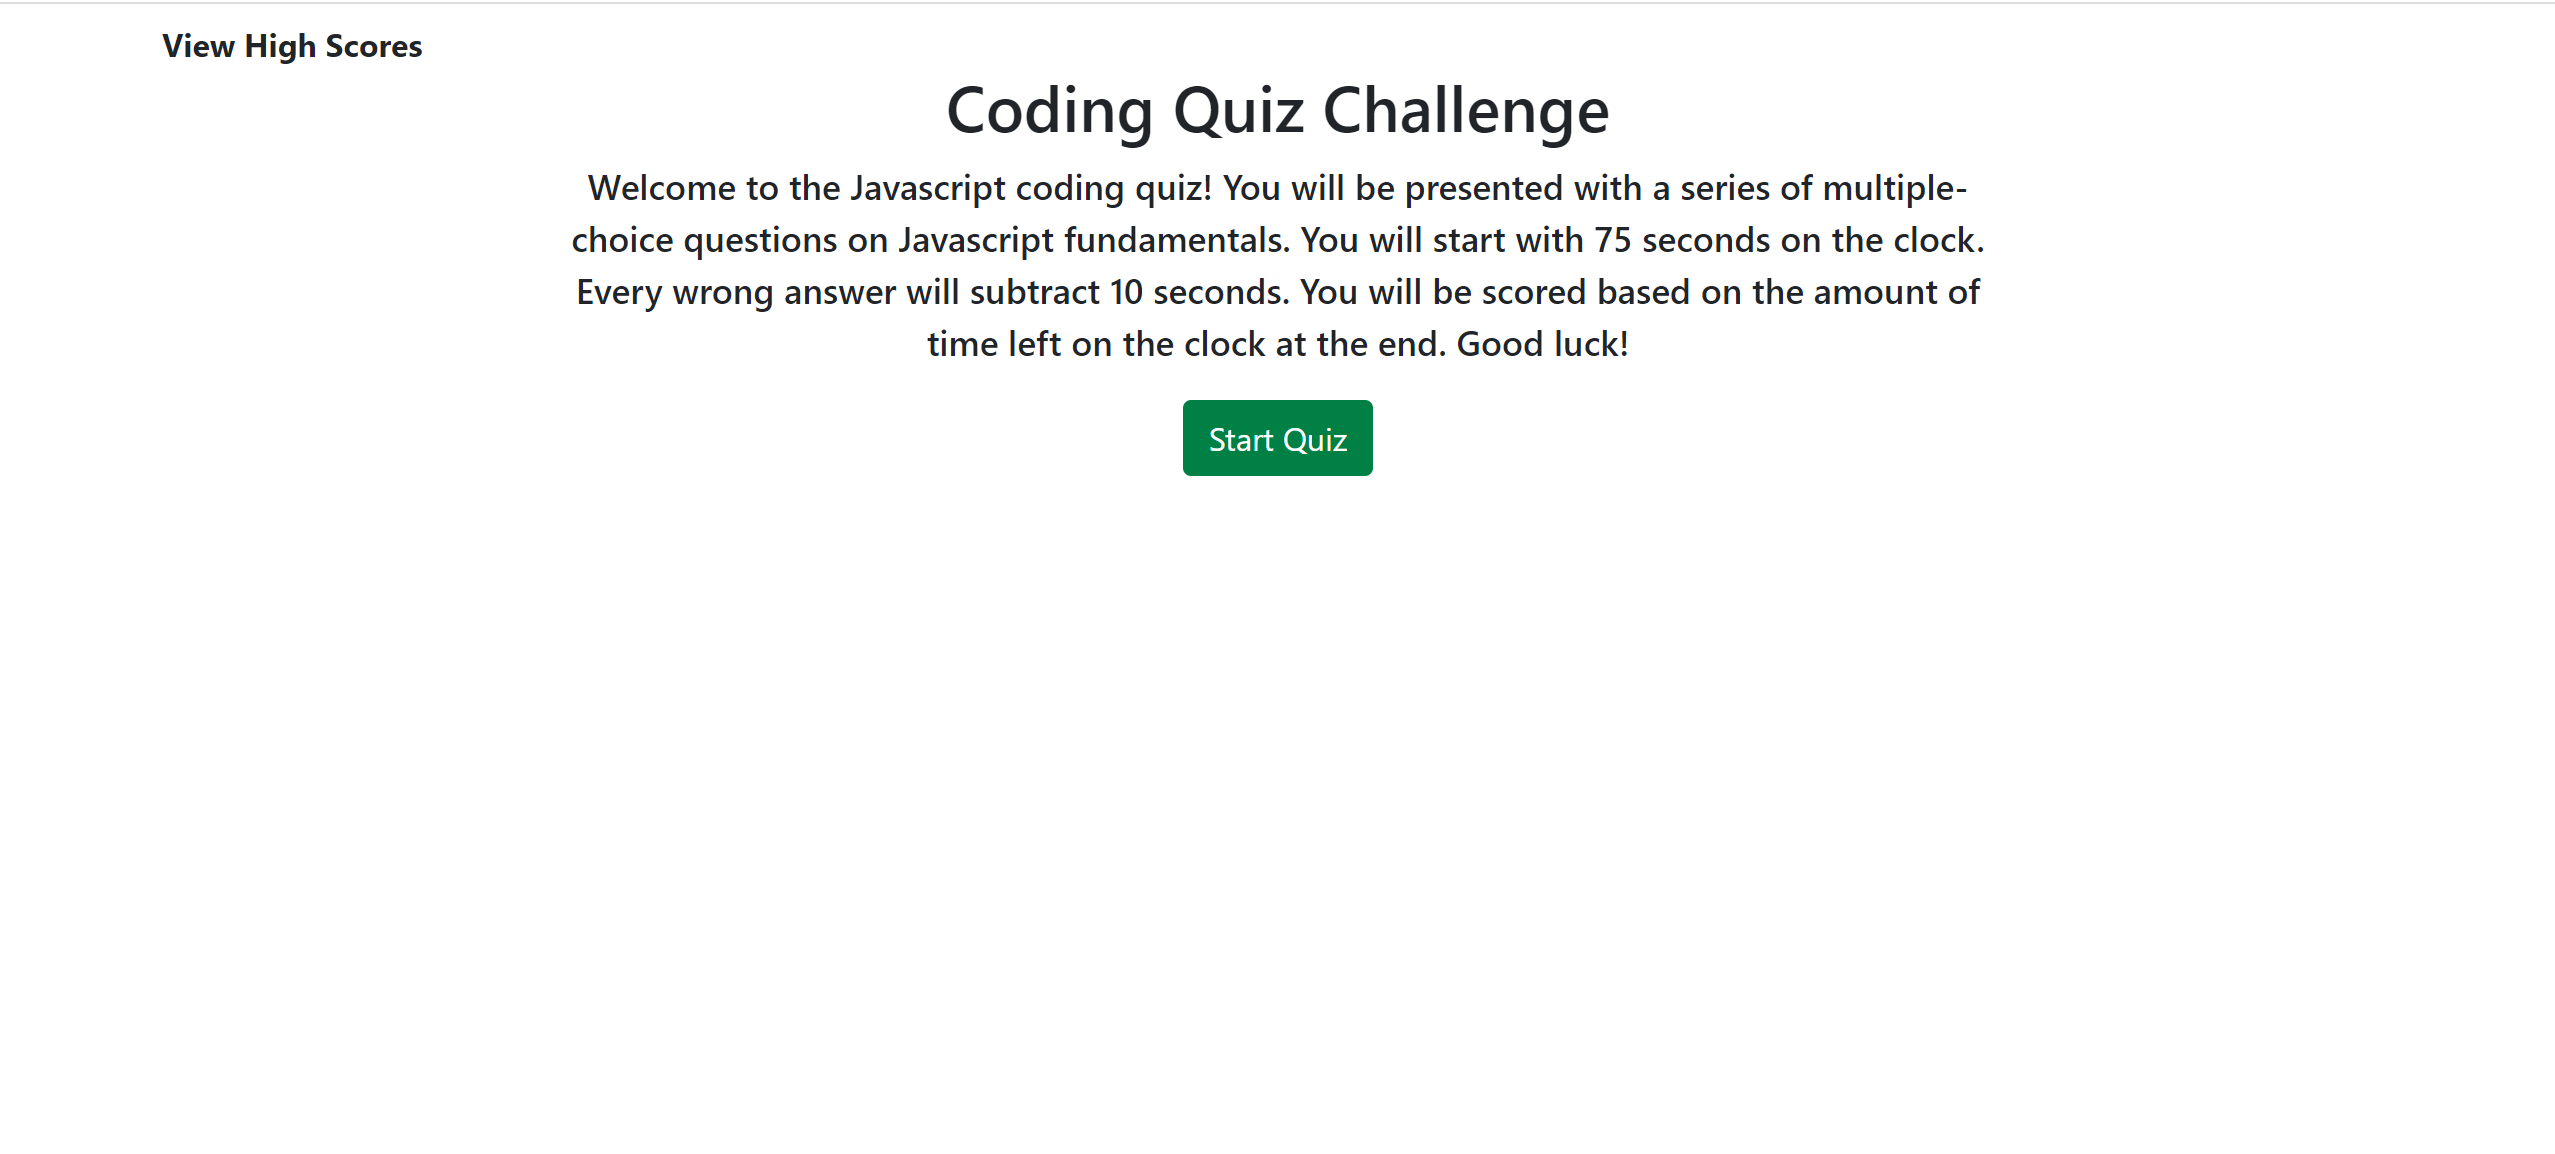 View High Scores
Coding Quiz Challenge
Welcome to the Javascript coding quiz! You will be presented with a series of multiple-
choice questions on Javascript fundamentals. You will start with 75 seconds on the clock.
Every wrong answer will subtract 10 seconds. You will be scored based on the amount of
time left on the clock at the end. Good luck!
Start Quiz